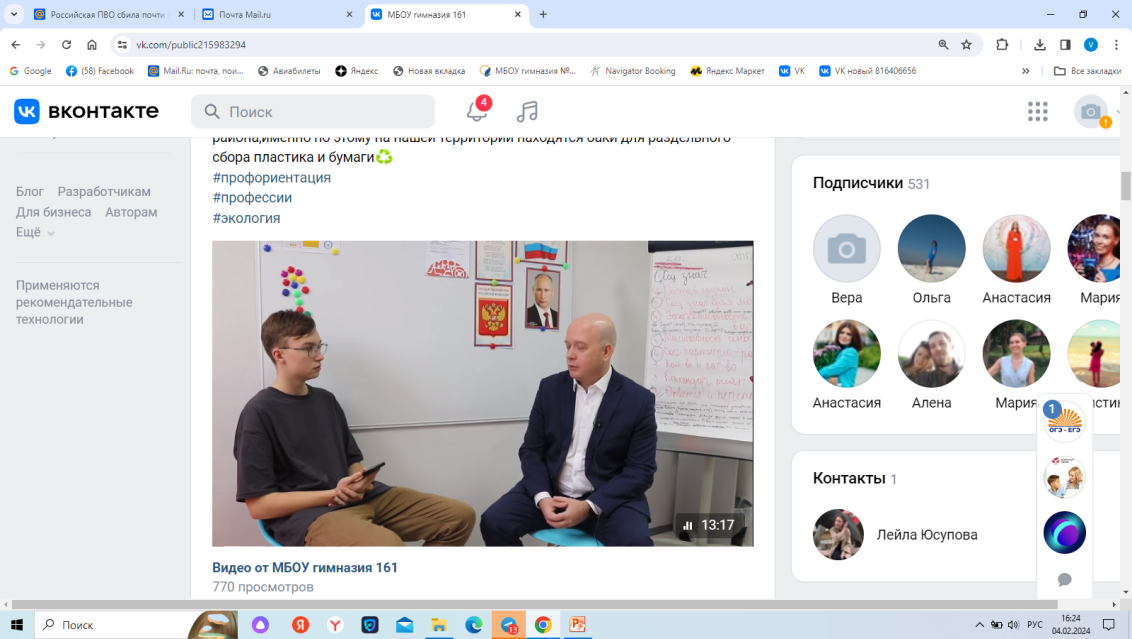 Российская ПВО сбила почти
Почта Mail.ru
МБОУ гимназия 161
vk.com/public215983294
Google
(58) Facebook
Mail.Ru: почта, пои...
Авиабилеты
Яндекс
Новая вкладка
МБОУ гимназия №...
Navigator Booking
Яндекс Маркет
VK
VK новый 816406656
»
Все закладки
вконтакте
Поиск
4
района,именно по этому на нашей территории находятся баки для раздельного
сбора пластика и бумаги
#профориентация
#профессии
#экология
Блог Разработчикам
Для бизнеса Авторам
Ещё
Применяются
рекомендательные
технологии
13:17
Видео от МБОУ гимназия 161
770 просмотров
Подписчики 531
Вера Ольга Анастасия Мария
Анастасия Алена Мария
1
ОГЭ - ЕГЭ
Контакты 1
Лейла Юсупова
Поиск
13
РУС
16:24
04.02.2024